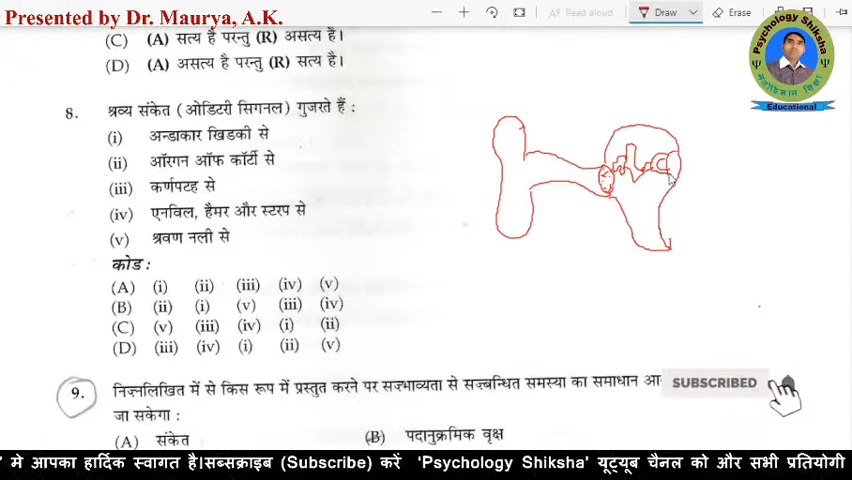 Presented by Dr. Maurya, A.K.
Read aloud
Draw
Erase
(C) (A) सत्य है परन्तु (R) असत्य है।
(D) (A) असत्य है परन्तु (R) सत्य है।
Psychology Shiksha
मनोविज्ञान शिक्षा
Educational
8. श्रव्य संकेत (ओडिटरी सिगनल) गुजरते हैं :
(i) अन्डाकार खिडकी से
(ii) ऑरगन ऑफ कॉर्टी से
(iii) कर्णपटह से
(iv) एनविल, हैमर और स्टरप से
(v) श्रवण नली से
कोड :
(A) (i) (ii) (iii) (iv) (v)
(B) (ii) (i) (v) (iii) (iv)
(C) (v) (iii) (iv) (i) (ii)
(D) (iii) (iv) (i) (ii) (v)
9. निज्नलिखित में से किस रूप में प्रस्तुत करने पर सज्भाव्यता से सज्बन्धित समस्या का समाधान आ
जा सकेगा :
SUBSCRIBED
(A) संकेत (B) पदानुक्रमिक वृक्ष
' मे आपका हार्दिक स्वागत है।सब्सक्राइब (Subscribe) करें 'Psychology Shiksha' यूट्यूब चैनल को और सभी प्रतियोगी